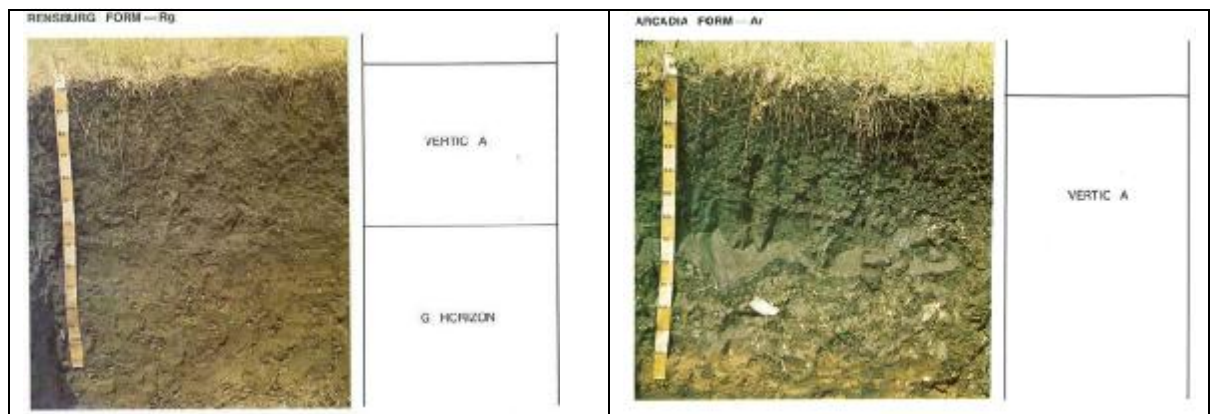 RENSBURG FORM — Rg
VERTIC A
G HORIZON
ARCADIA FORM — Ar
VERTIC A